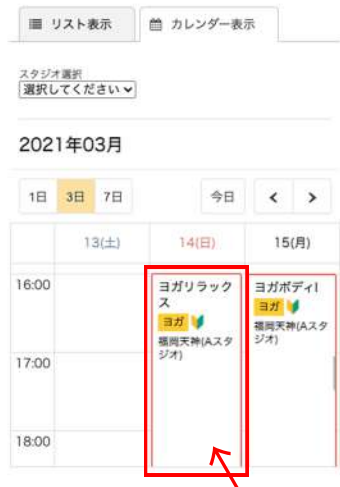 リスト表示
カレンダー表示
スタジオ選択
選択してください
2021年03月
1日 3日 7日 今日
13(土) 14(日) 15(月)
16:00
ヨガリラック
ス
ヨガ
福岡天神(Aスタ
ジオ)
ヨガボディI
ヨガ
福岡天神(Aスタ
ジオ)
17:00
18:00